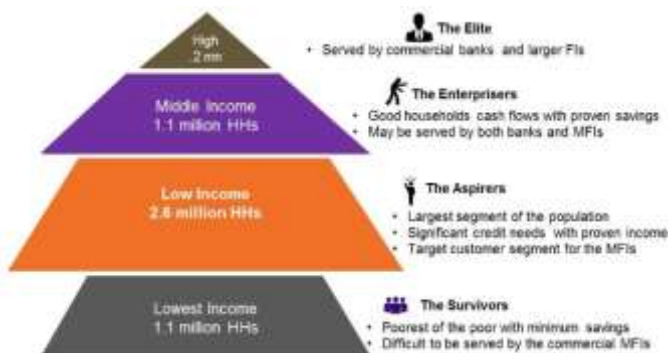 High
.2 mn
The Elite
• Served by commercial banks and larger FIs
Middle Income
1.1 million HHs
The Enterprisers
• Good households cash flows with proven savings
• May be served by both banks and MFIs
Low Income
2.6 million HHs
The Aspirers
• Largest segment of the population
• Significant credit needs with proven income
• Target customer segment for the MFIs
Lowest Income
1.1 million HHs
The Survivors
• Poorest of the poor with minimum savings
• Difficult to be served by the commercial MFIs